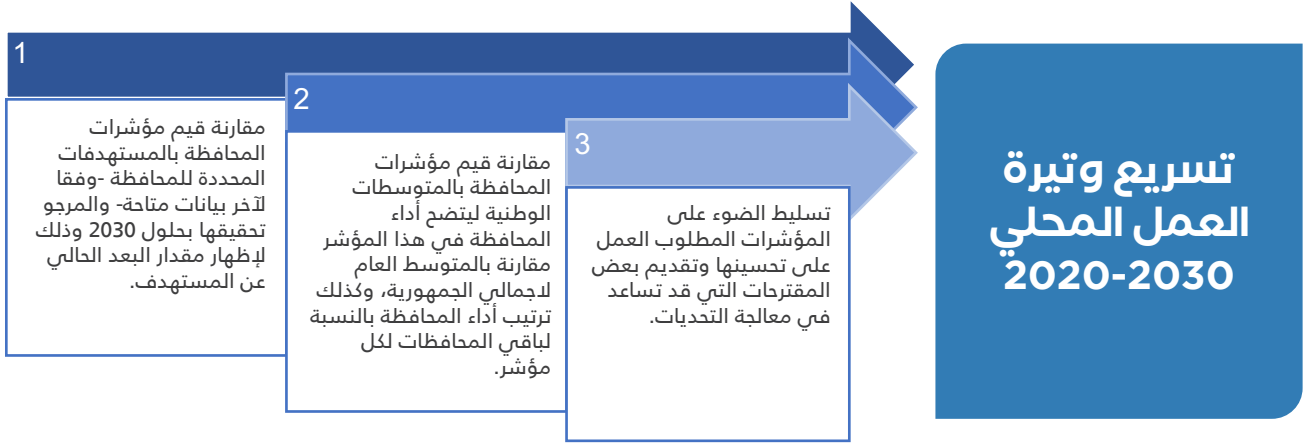 1
مقارنة قيم مؤشرات
المحافظة بالمستهدفات
المحددة للمحافظة -وفقا
لآخر بيانات متاحة- والمرجو
تحقيقها بحلول 2030 وذلك
لإظهار مقدار البعد الحالي
عن المستهدف.
2
مقارنة قيم مؤشرات
المحافظة بالمتوسطات
الوطنية ليتضح أداء
المحافظة في هذا المؤشر
مقارنة بالمتوسط العام
لاجمالي الجمهورية، وكذلك
ترتيب أداء المحافظة بالنسبة
لباقي المحافظات لكل
مؤشر.
3
تسليط الضوء على
المؤشرات المطلوب العمل
على تحسينها وتقديم بعض
المقترحات التي قد تساعد
في معالجة التحديات.
تسريع وتيرة
العمل المحلي
2020-2030